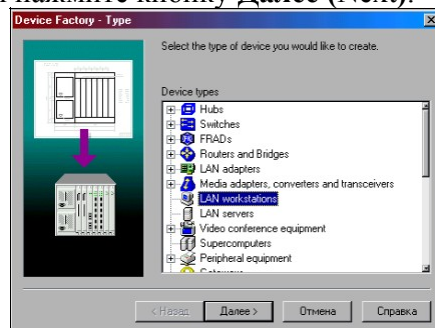 нажмите кнопку Далее (Next).
Device Factory - Type
Select the type of device you would like to create.
Device types
Hubs
Switches
FRADs
Routers and Bridges
LAN adapters
Media adapters, converters and transceivers
LAN workstations
LAN servers
Video conference equipment
Supercomputers
Peripheral equipment
Gateways
< Назад
Далее >
Отмена
Справка